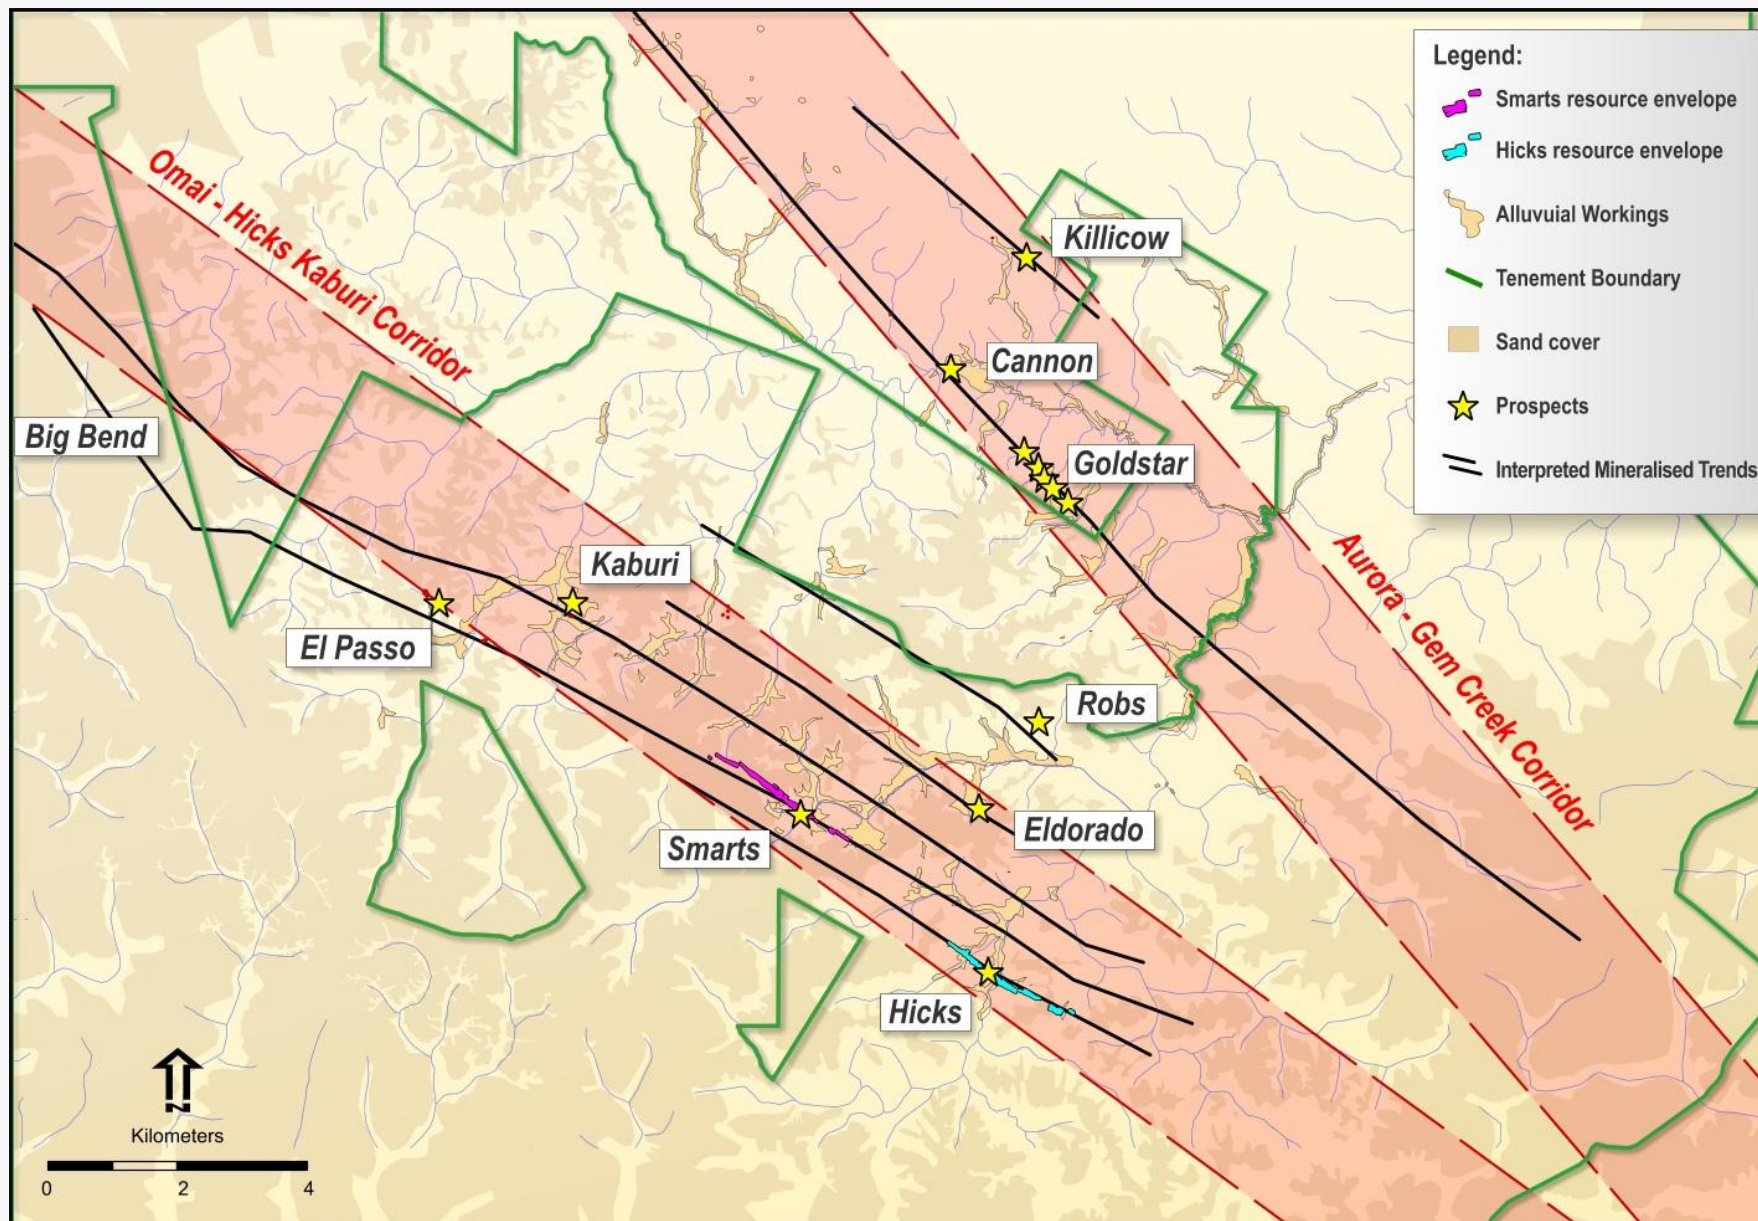 Legend:
Smarts resource envelope
Hicks resource envelope
Alluvuial Workings
Tenement Boundary
Sand cover
Prospects
Interpreted Mineralised Trends
Omai - Hicks Kaburi Corridor
Killicow
Cannon
Big Bend
Goldstar
Kaburi
El Passo
Robs
Aurora - Gem Creek Corridor
Smarts
Eldorado
Hicks
N
Kilometers
0 2 4